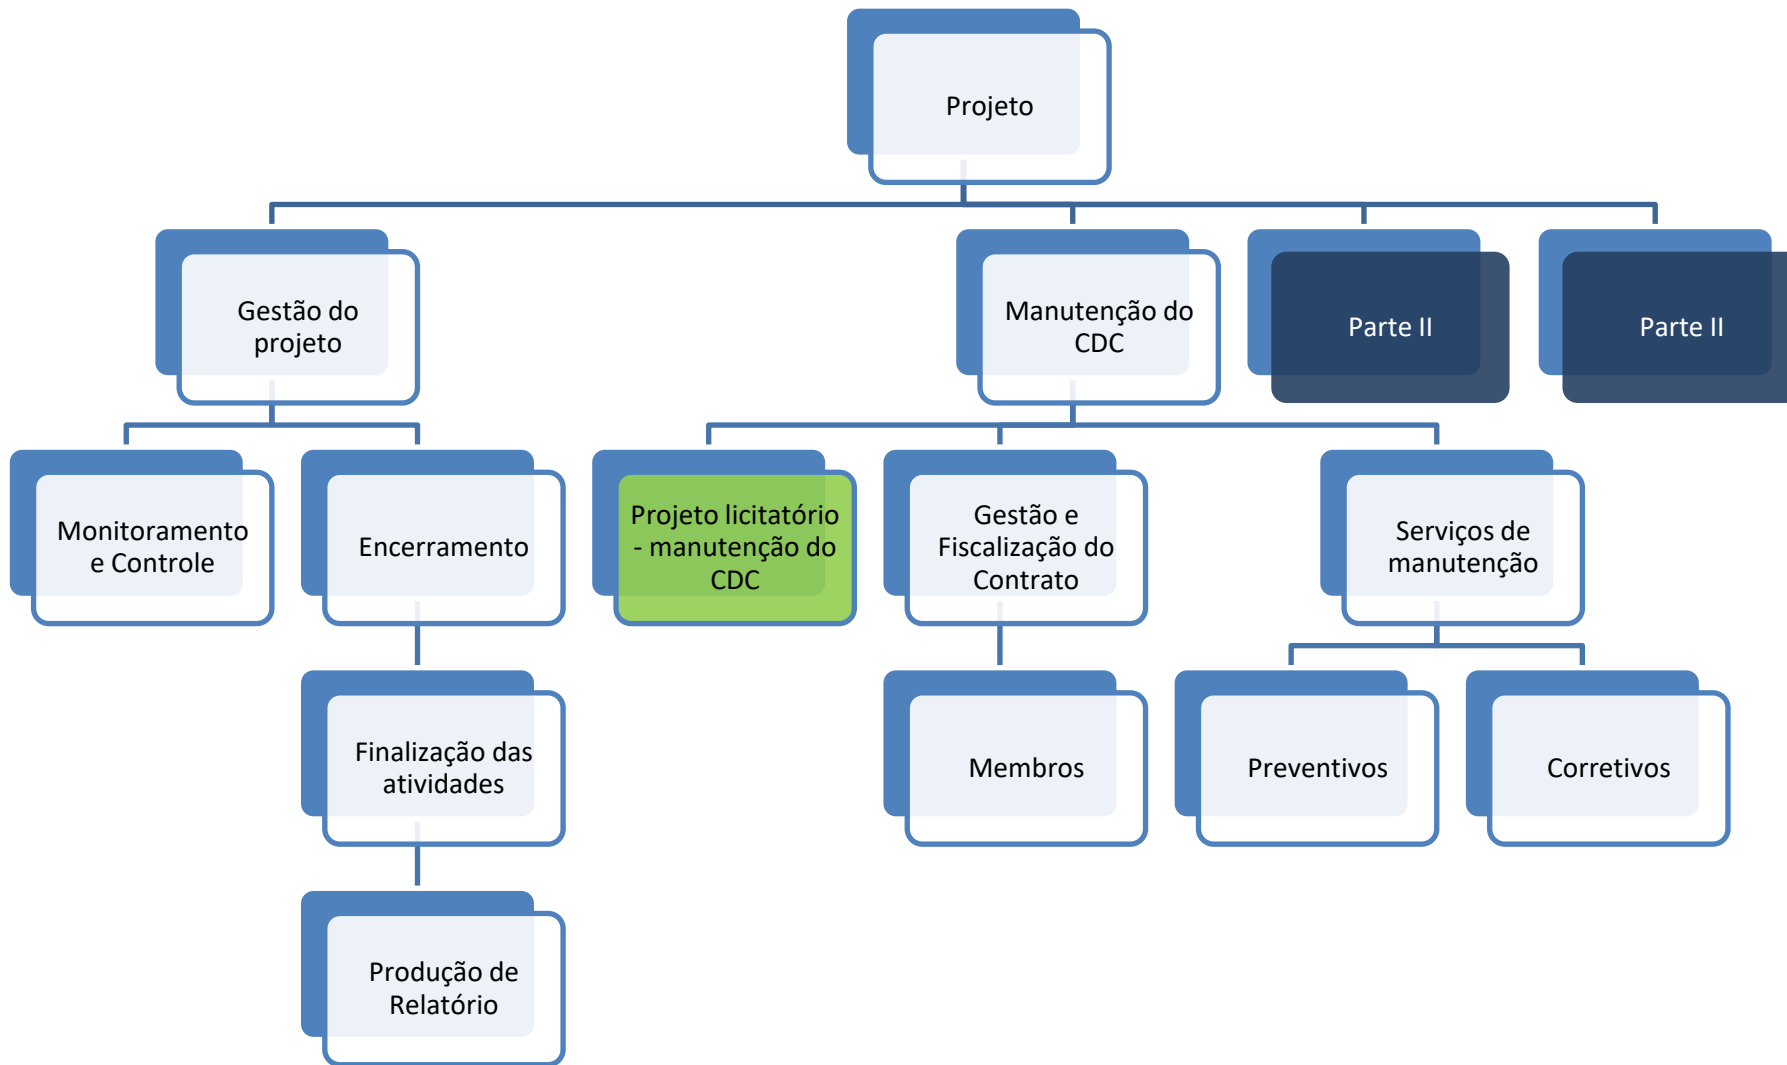 Projeto
Gestão do
projeto
Manutenção do
CDC
Parte II
Parte II
Monitoramento
e Controle
Encerramento
Projeto licitatório
- manutenção do
CDC
Gestão e
Fiscalização do
Contrato
Serviços de
manutenção
Finalização das
atividades
Membros
Preventivos
Corretivos
Produção de
Relatório